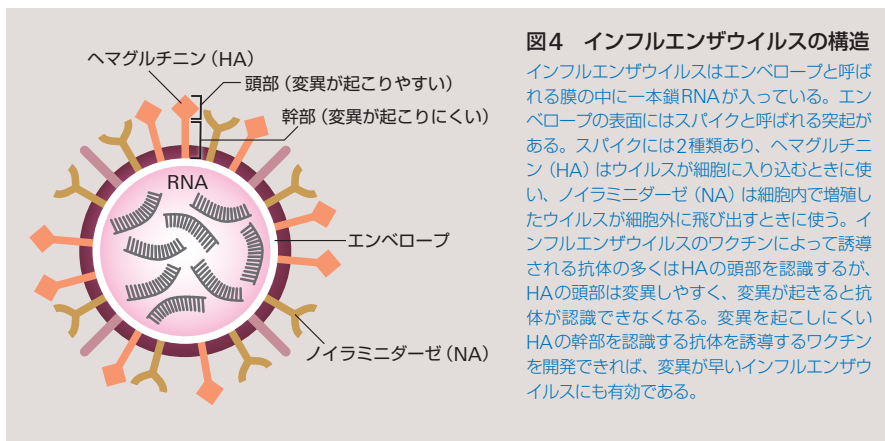 ヘマグルチニン（HA）
頭部（変異が起こりやすい）
幹部（変異が起こりにくい）
RNA
エンベロープ
ノイラミニダーゼ（NA）
図4　インフルエンザウイルスの構造
インフルエンザウイルスはエンベロープと呼ば
れる膜の中に一本鎖RNAが入っている。エン
ベロープの表面にはスパイクと呼ばれる突起が
ある。スパイクには2種類あり、ヘマグルチニ
ン（HA）はウイルスが細胞に入り込むときに使
い、ノイラミニダーゼ（NA）は細胞内で増殖し
たウイルスが細胞外に飛び出すときに使う。イ
ンフルエンザウイルスのワクチンによって誘導
される抗体の多くはHAの頭部を認識するが、
HAの頭部は変異しやすく、変異が起きると抗
体が認識できなくなる。変異を起こしにくい
HAの幹部を認識する抗体を誘導するワクチン
を開発できれば、変異が早いインフルエンザウ
イルスにも有効である。